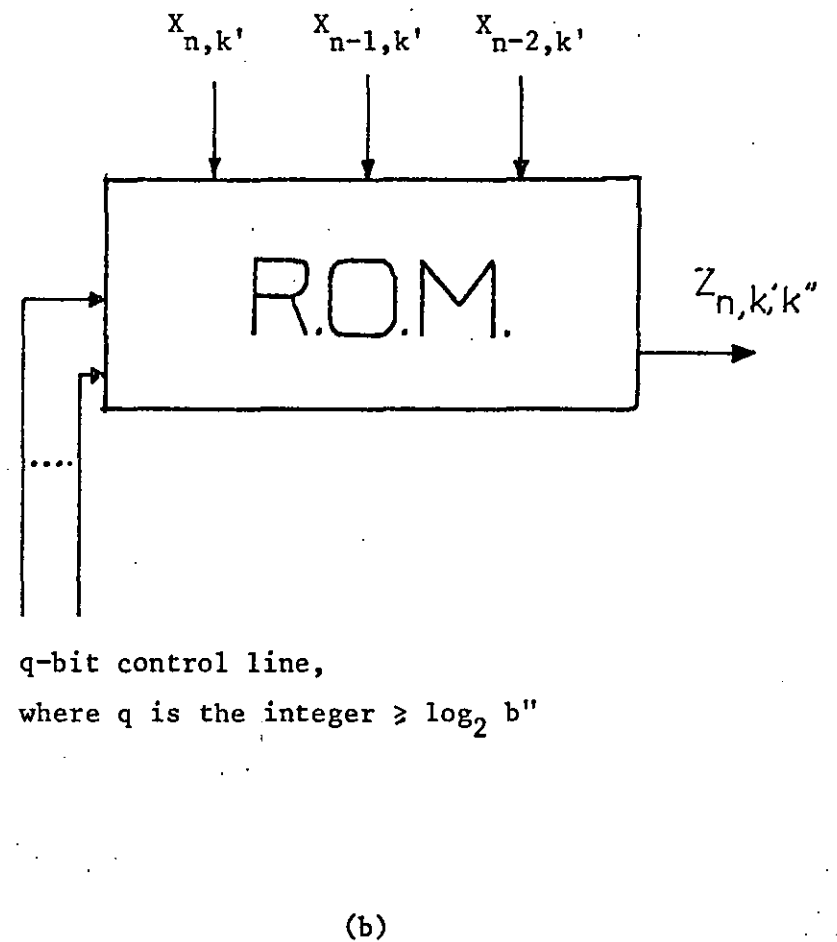 X_{n,k'} X_{n-1,k'} X_{n-2,k'}
R.O.M.
Z_{n,k',k"}
....
q-bit control line,
where q is the integer ⩾ log_2 b"
(b)